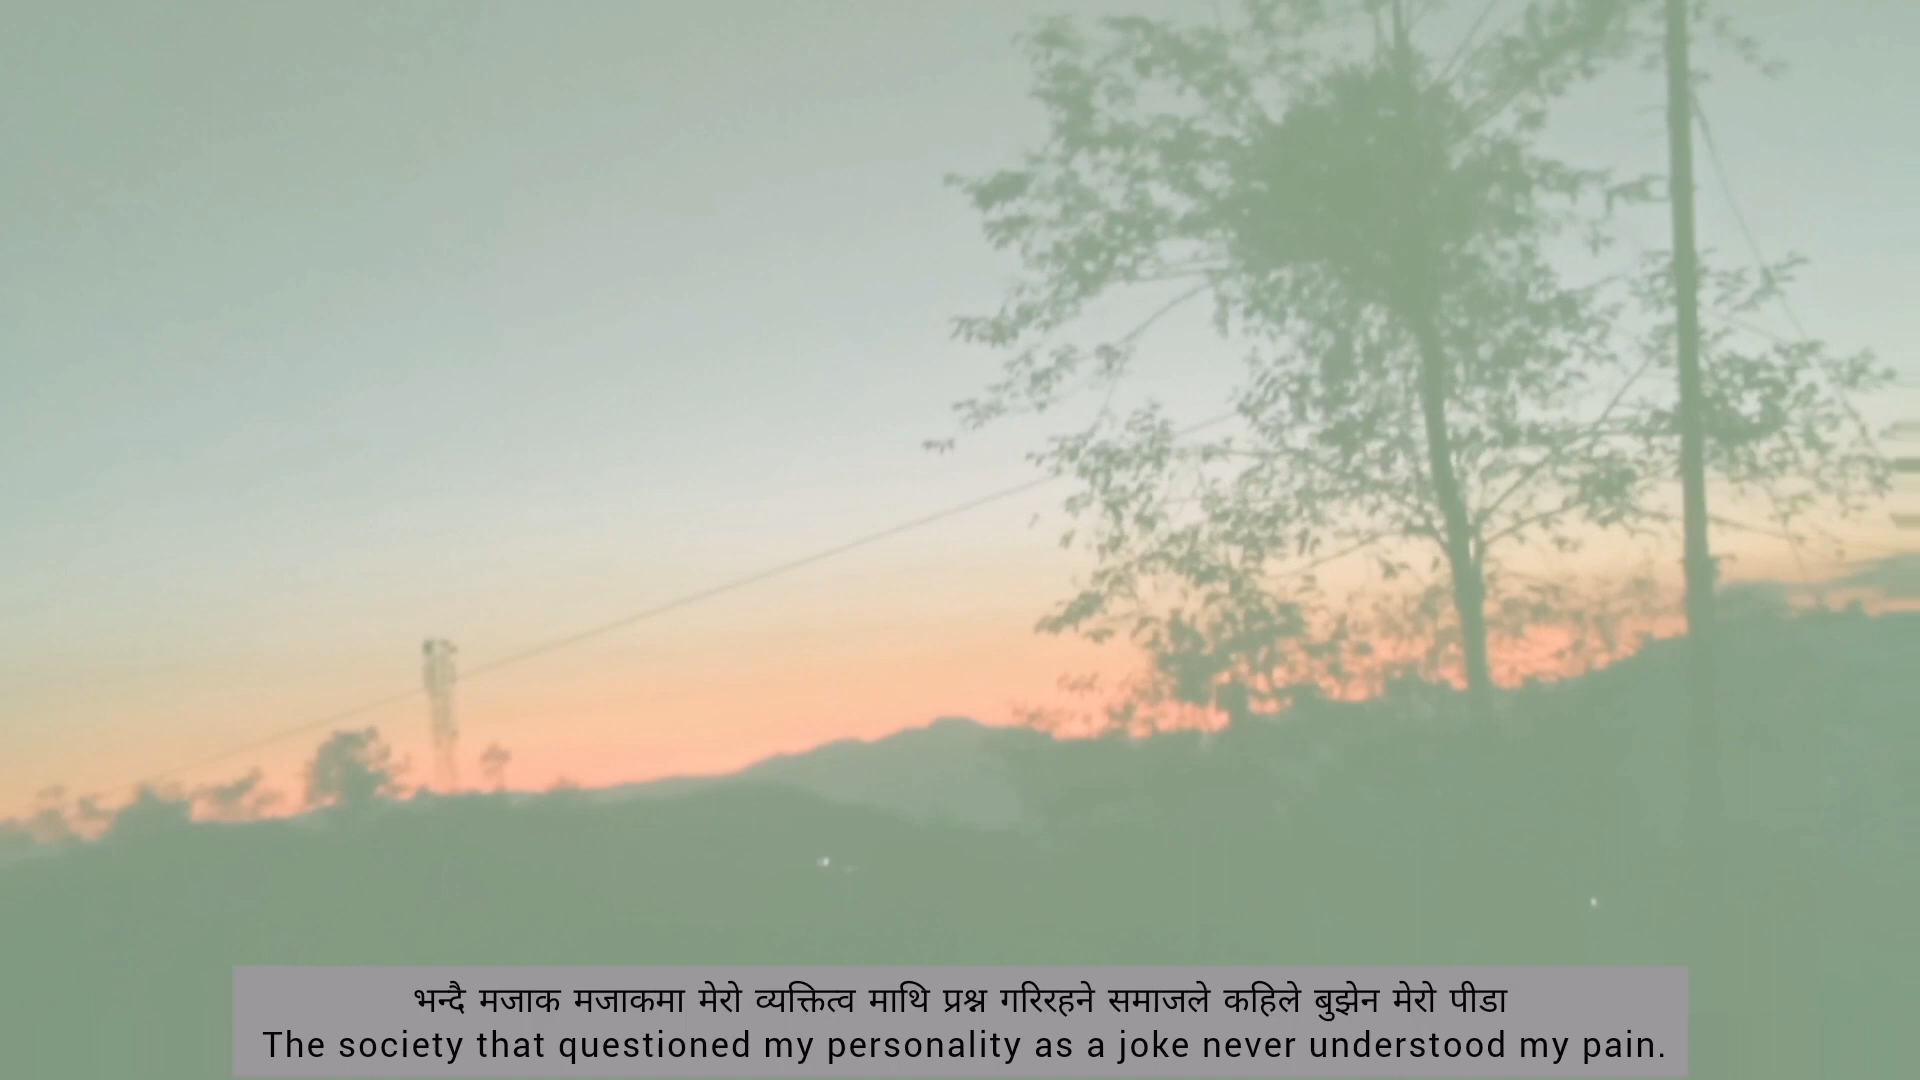 भन्दै मजाक मजाकमा मेरो व्यक्तित्व माथि प्रश्न गरिरहने समाजले कहिले बुझेन मेरो पीडा
The society that questioned my personality as a joke never understood my pain.